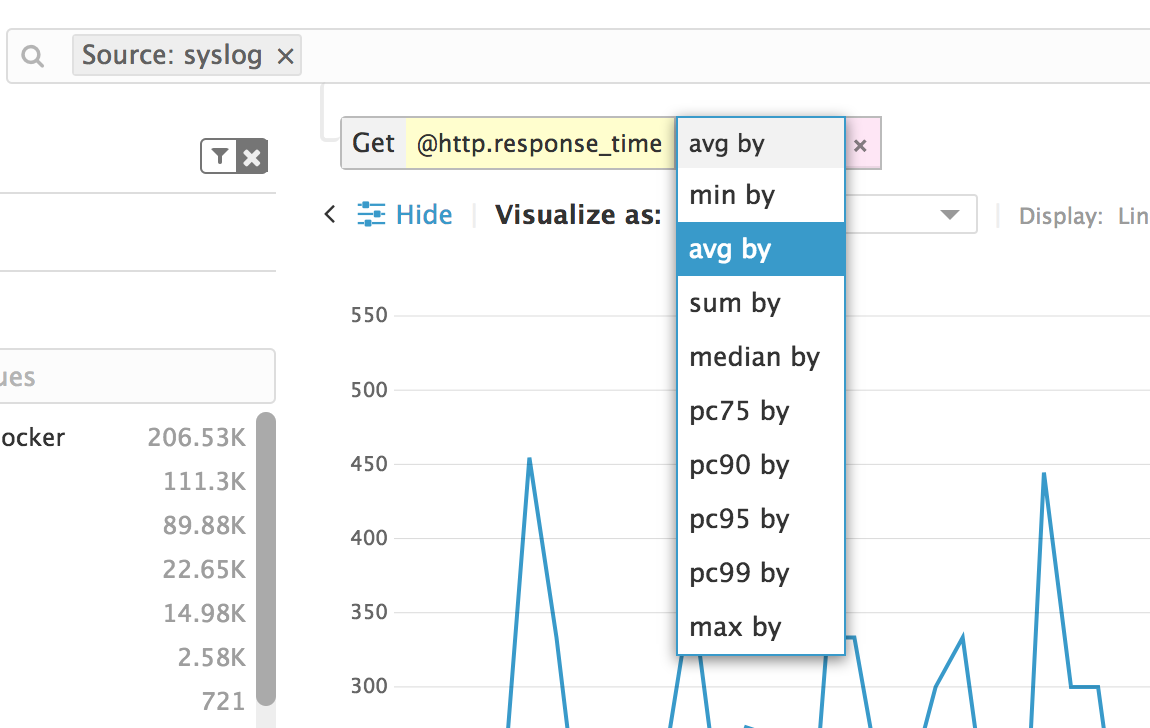 Source: syslog ×
Get @http.response_time avg by ×
Hide Visualize as: Display: Lin
min by
avg by
sum by
median by
pc75 by
pc90 by
pc95 by
pc99 by
max by
550
500
450
400
350
300
ues
ocker 206.53K
111.3K
89.88K
22.65K
14.98K
2.58K
721